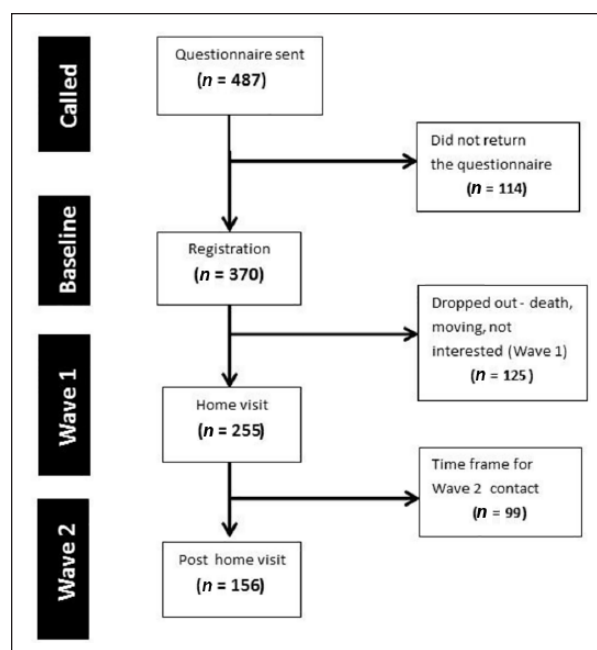 Called
Questionnaire sent
(n = 487)
Did not return
the questionnaire
(n = 114)
Baseline
Registration
(n = 370)
Dropped out - death,
moving, not
interested (Wave 1)
(n = 125)
Wave 1
Home visit
(n = 255)
Time frame for
Wave 2 contact
(n = 99)
Wave 2
Post home visit
(n = 156)